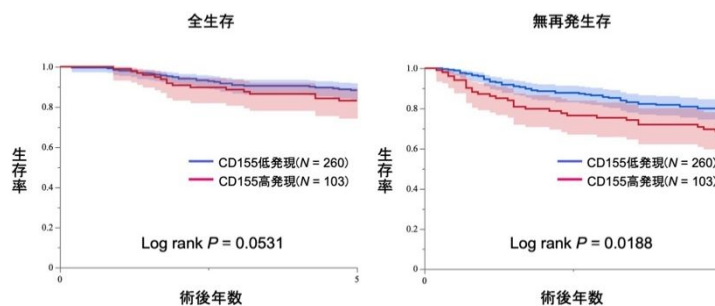 全生存
1.0
0.8
0.6
0.4
0.2
0
生存率
CD155低発現(N = 260)
CD155高発現(N = 103)
Log rank P = 0.0531
0
5
術後年数
無再発生存
1.0
0.8
0.6
0.4
0.2
0
生存率
CD155低発現(N = 260)
CD155高発現(N = 103)
Log rank P = 0.0188
0
術後年数